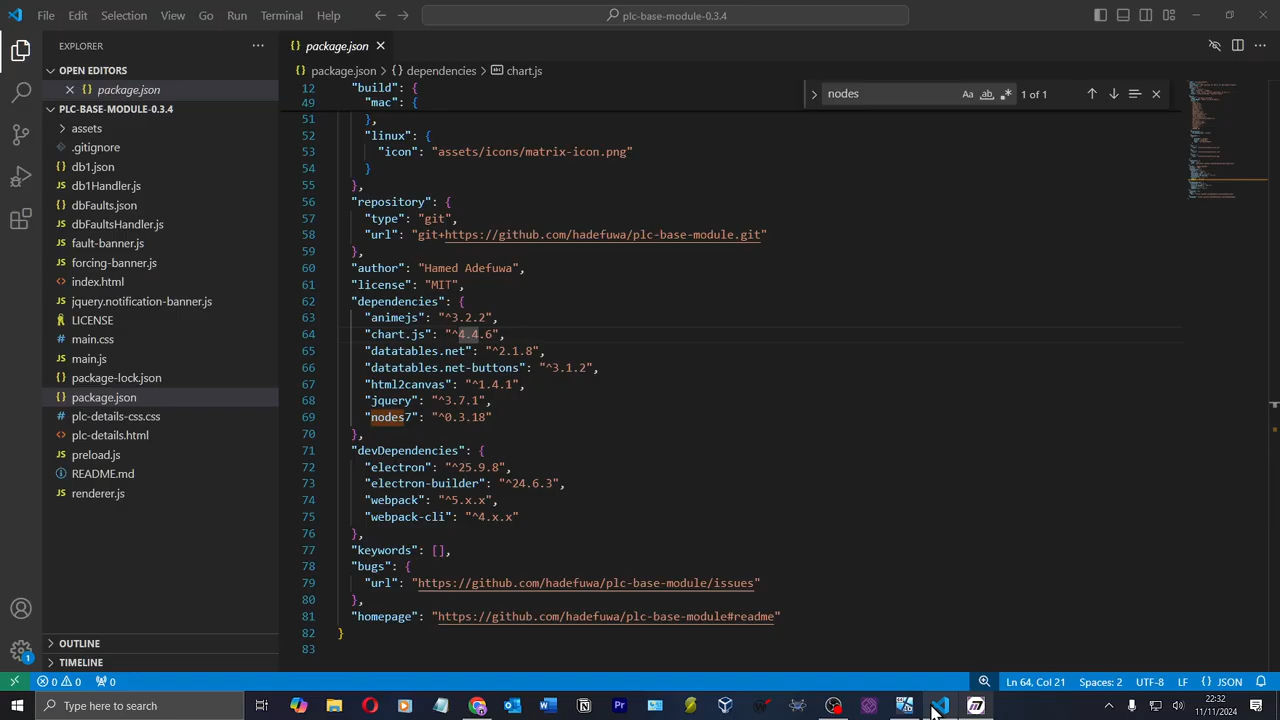 File Edit Selection View Go Run Terminal Help
plc-base-module-0.3.4
EXPLORER
OPEN EDITORS
package.json
PLC-BASE-MODULE-0.3.4
assets
.gitignore
db1.json
db1Handler.js
dbFaults.json
dbFaultsHandler.js
fault-banner.js
forcing-banner.js
index.html
jquery.notification-banner.js
LICENSE
main.css
main.js
package-lock.json
package.json
plc-details-css.css
plc-details.html
preload.js
README.md
renderer.js
OUTLINE
TIMELINE
package.json
package.json > {} dependencies > chart.js
nodes
Aa ab .*
1 of 1
12 "build": {
49 "mac": {
51 },
52 "linux": {
53 "icon": "assets/icons/matrix-icon.png"
54 }
55 },
56 "repository": {
57 "type": "git",
58 "url": "git+https://github.com/hadefuwa/plc-base-module.git"
59 },
60 "author": "Hamed Adefuwa",
61 "license": "MIT",
62 "dependencies": {
63 "animejs": "^3.2.2",
64 "chart.js": "^4.4.6",
65 "datatables.net": "^2.1.8",
66 "datatables.net-buttons": "^3.1.2",
67 "html2canvas": "^1.4.1",
68 "jquery": "^3.7.1",
69 "nodes7": "^0.3.18"
70 },
71 "devDependencies": {
72 "electron": "^25.9.8",
73 "electron-builder": "^24.6.3",
74 "webpack": "^5.x.x",
75 "webpack-cli": "^4.x.x"
76 },
77 "keywords": [],
78 "bugs": {
79 "url": "https://github.com/hadefuwa/plc-base-module/issues"
80 },
81 "homepage": "https://github.com/hadefuwa/plc-base-module#readme"
82 }
83
1
0 0 0
Ln 64, Col 21 Spaces: 2 UTF-8 LF {} JSON
Type here to search
22:32
11/11/2024